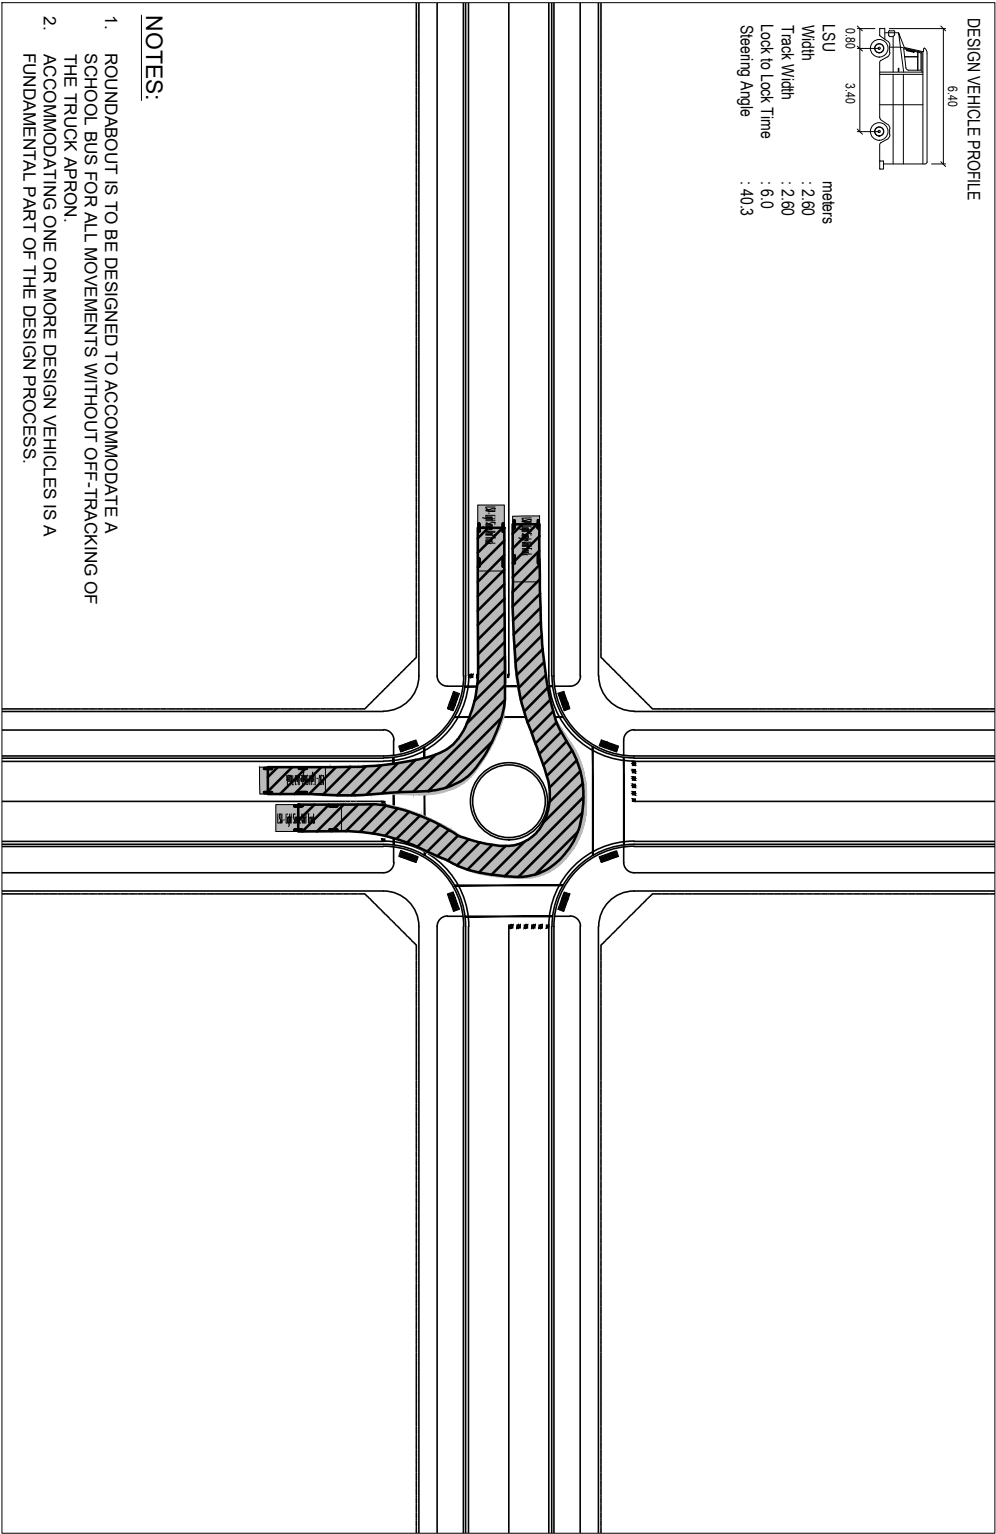 DESIGN VEHICLE PROFILE
6.40
0.80
3.40
LSU meters
Width : 2.60
Track Width : 2.60
Lock to Lock Time : 6.0
Steering Angle : 40.3
NOTES:
1. ROUNDABOUT IS TO BE DESIGNED TO ACCOMMODATE A
SCHOOL BUS FOR ALL MOVEMENTS WITHOUT OFF-TRACKING OF
THE TRUCK APRON.
2. ACCOMMODATING ONE OR MORE DESIGN VEHICLES IS A
FUNDAMENTAL PART OF THE DESIGN PROCESS.